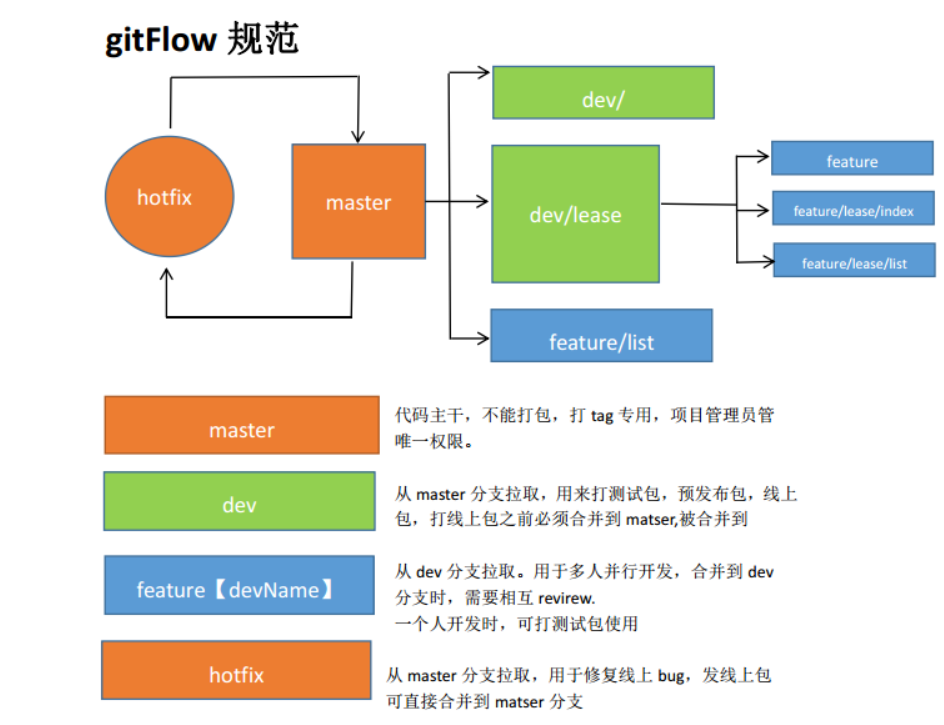 gitFlow 规范
dev/
hotfix
master
dev/lease
feature
feature/lease/index
feature/lease/list
feature/list
master
代码主干，不能打包，打 tag 专用，项目管理员管
唯一权限。
dev
从 master 分支拉取，用来打测试包，预发布包，线上
包，打线上包之前必须合并到 matser,被合并到
feature【devName】
从 dev 分支拉取。用于多人并行开发，合并到 dev
分支时，需要相互 revirew.
一个人开发时，可打测试包使用
hotfix
从 master 分支拉取，用于修复线上 bug，发线上包
可直接合并到 matser 分支